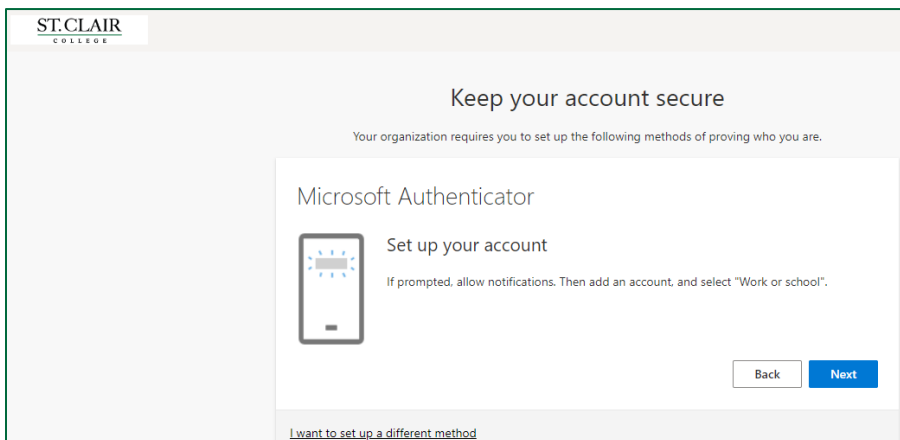 ST. CLAIR
COLLEGE
Keep your account secure
Your organization requires you to set up the following methods of proving who you are.
Microsoft Authenticator
Set up your account
If prompted, allow notifications. Then add an account, and select "Work or school".
Back Next
I want to set up a different method